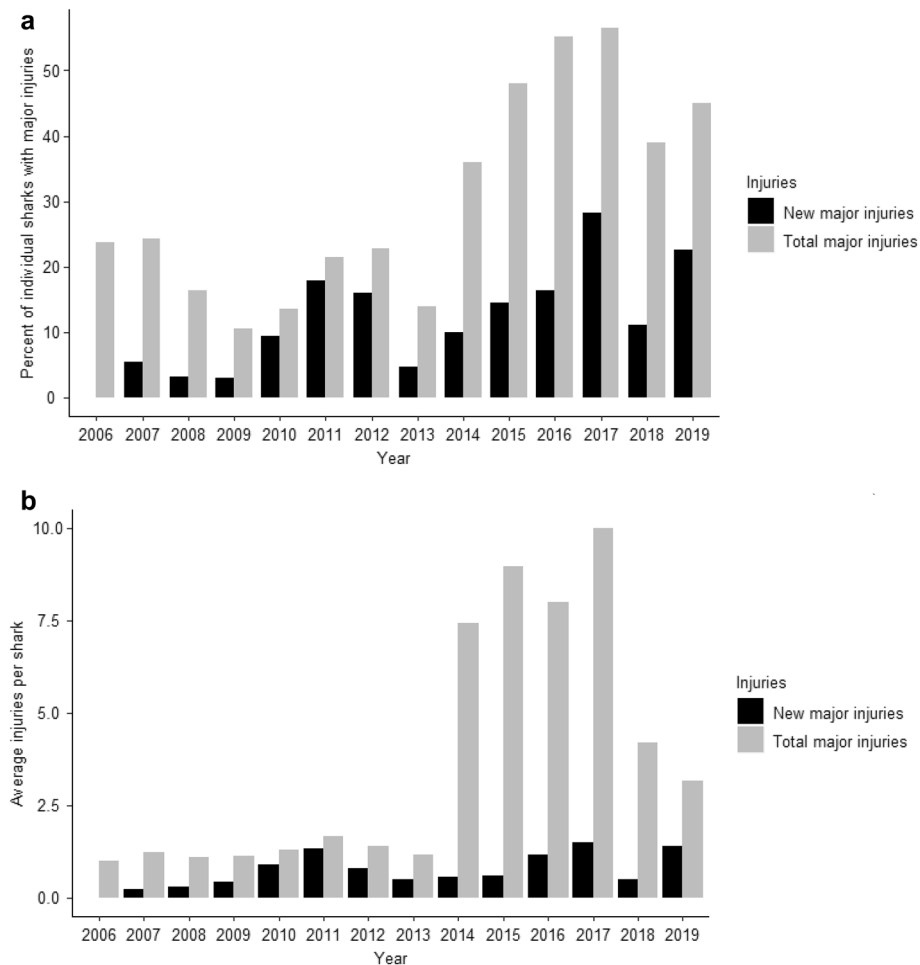 a
Percent of individual sharks with major injuries
50
40
30
20
10
0
2006 2007 2008 2009 2010 2011 2012 2013 2014 2015 2016 2017 2018 2019
Year
Injuries
New major injuries
Total major injuries
b
Average injuries per shark
10.0
7.5
5.0
2.5
0.0
2006 2007 2008 2009 2010 2011 2012 2013 2014 2015 2016 2017 2018 2019
Year
Injuries
New major injuries
Total major injuries